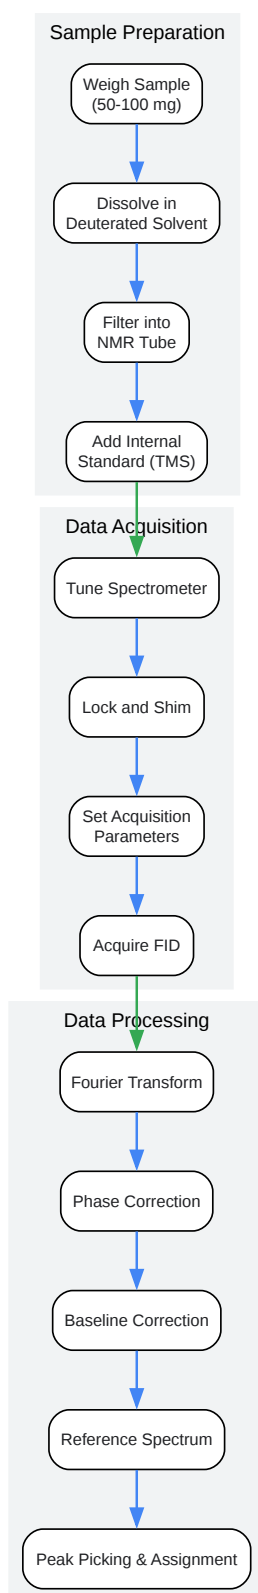 Sample Preparation
Weigh Sample
(50-100 mg)
Dissolve in
Deuterated Solvent
Filter into
NMR Tube
Add Internal
Standard (TMS)
Data Acquisition
Tune Spectrometer
Lock and Shim
Set Acquisition
Parameters
Acquire FID
Data Processing
Fourier Transform
Phase Correction
Baseline Correction
Reference Spectrum
Peak Picking & Assignment